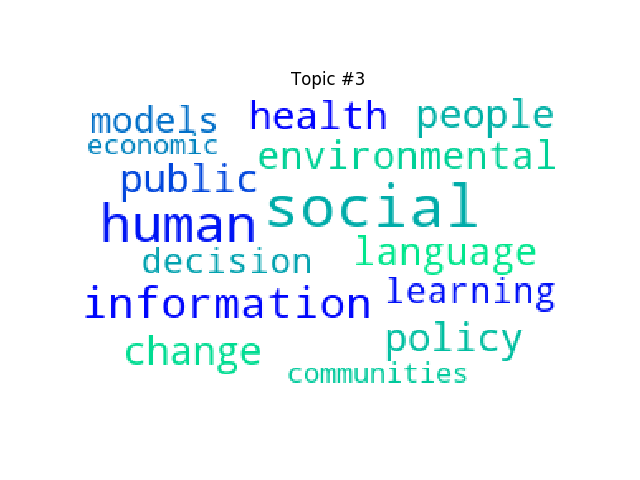 Topic #3
models health people
economic environmental
public
human social
decision language
information learning
change policy
communities